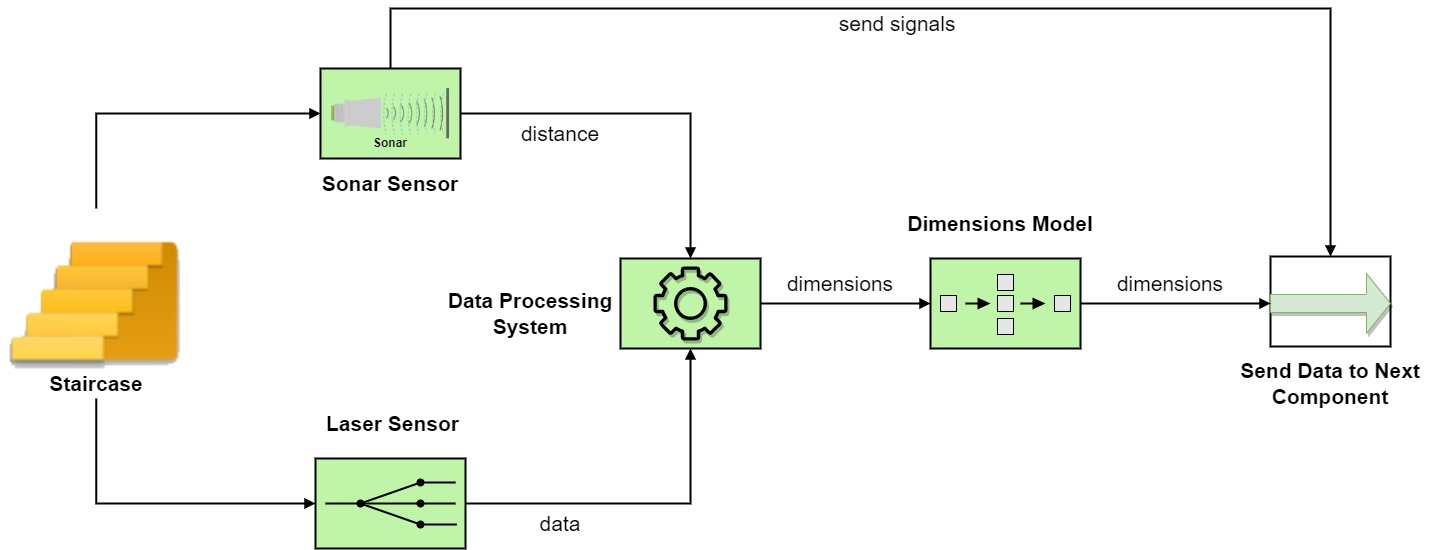 send signals
Sonar
distance
Sonar Sensor
Dimensions Model
Data Processing
System
dimensions
dimensions
Staircase
Send Data to Next
Component
Laser Sensor
data